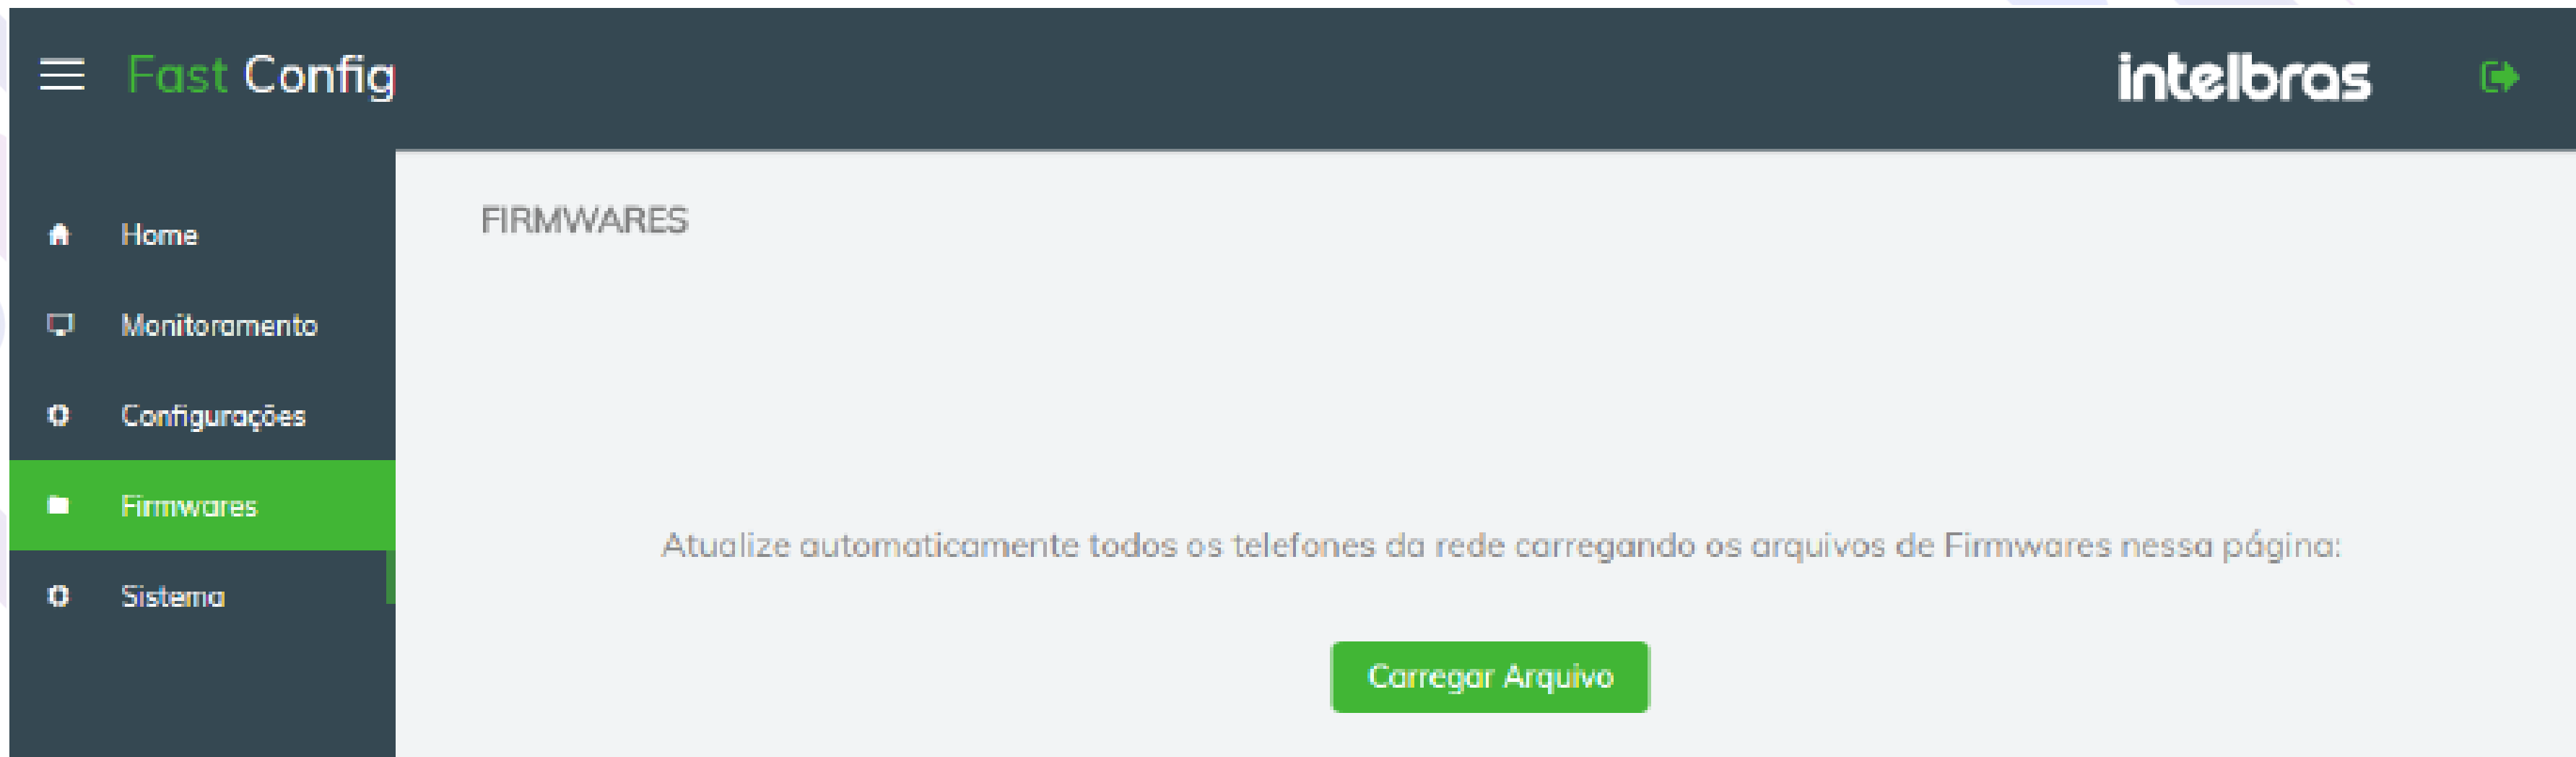 Fast Config
intelbras
Home
Monitoramento
Configurações
Firmwares
Sistema
FIRMWARES
Atualize automaticamente todos os telefones da rede carregando os arquivos de Firmwares nessa página:
Carregar Arquivo